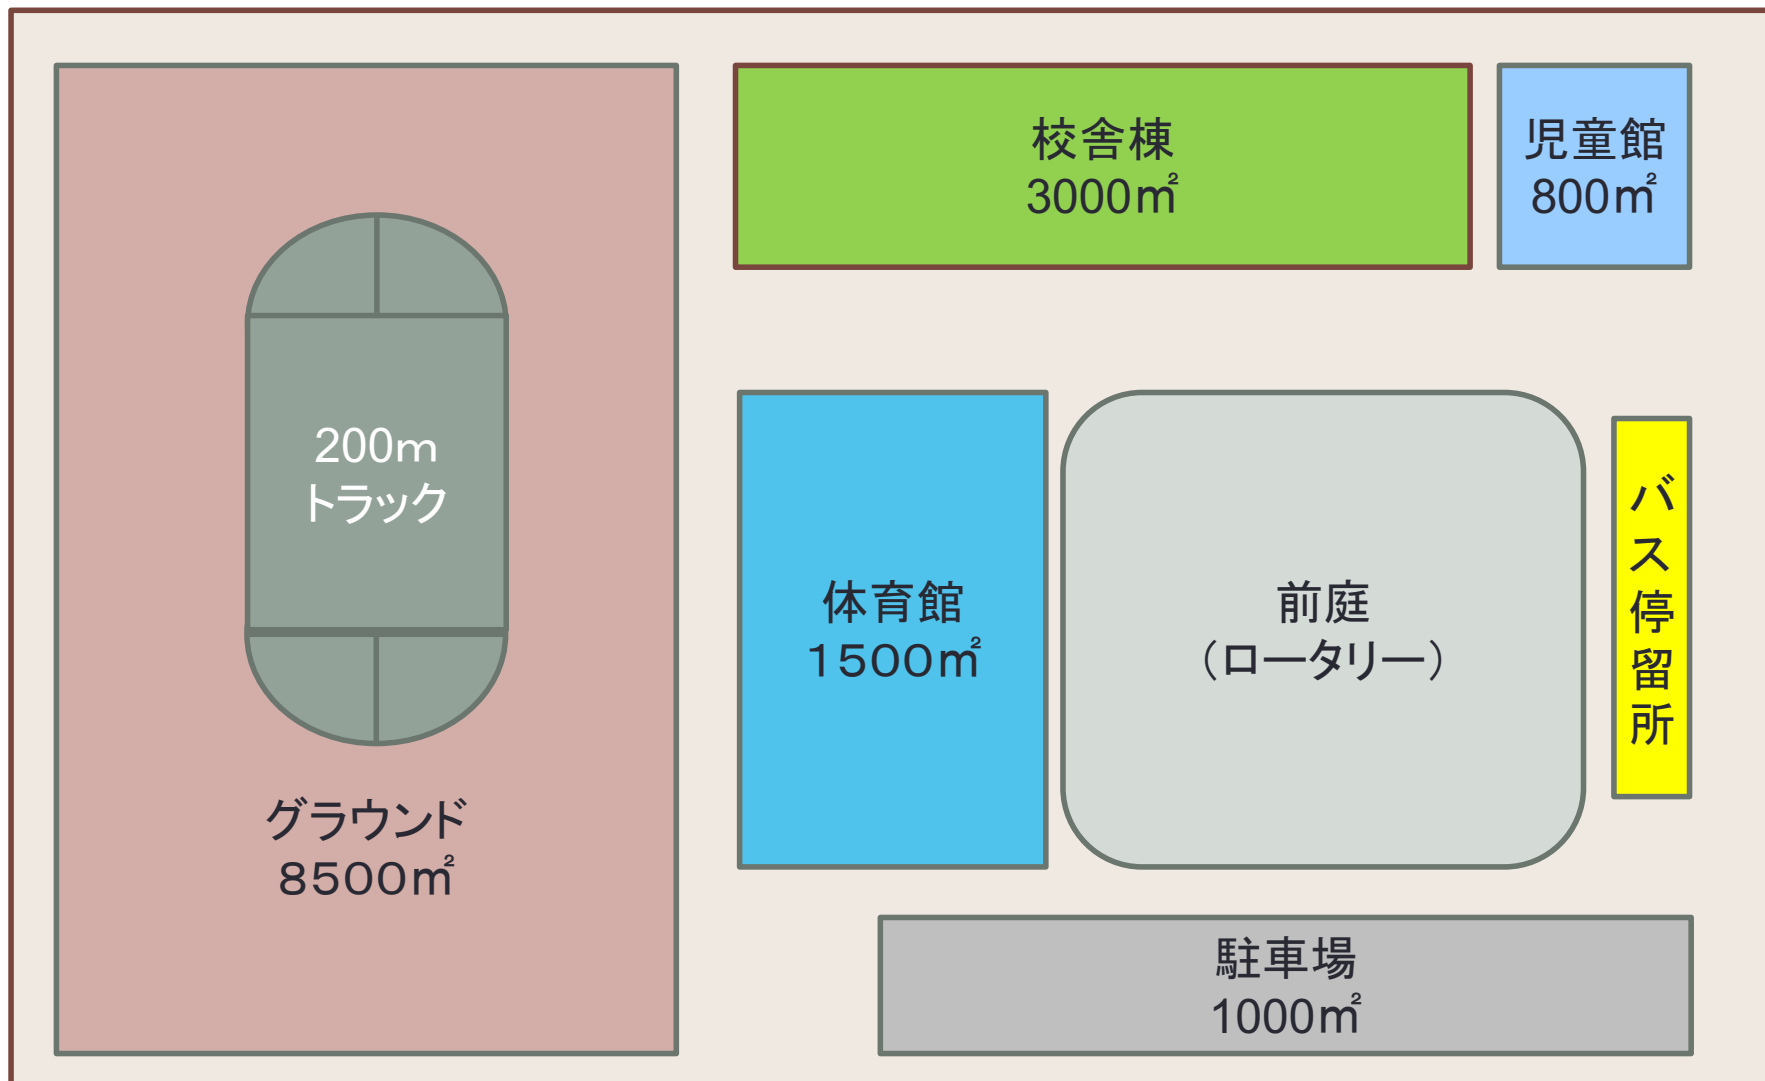 校舎棟
3000㎡
児童館
800㎡
200m
トラック
グラウンド
8500㎡
体育館
1500㎡
前庭
（ロータリー）
バス停留所
駐車場
1000㎡